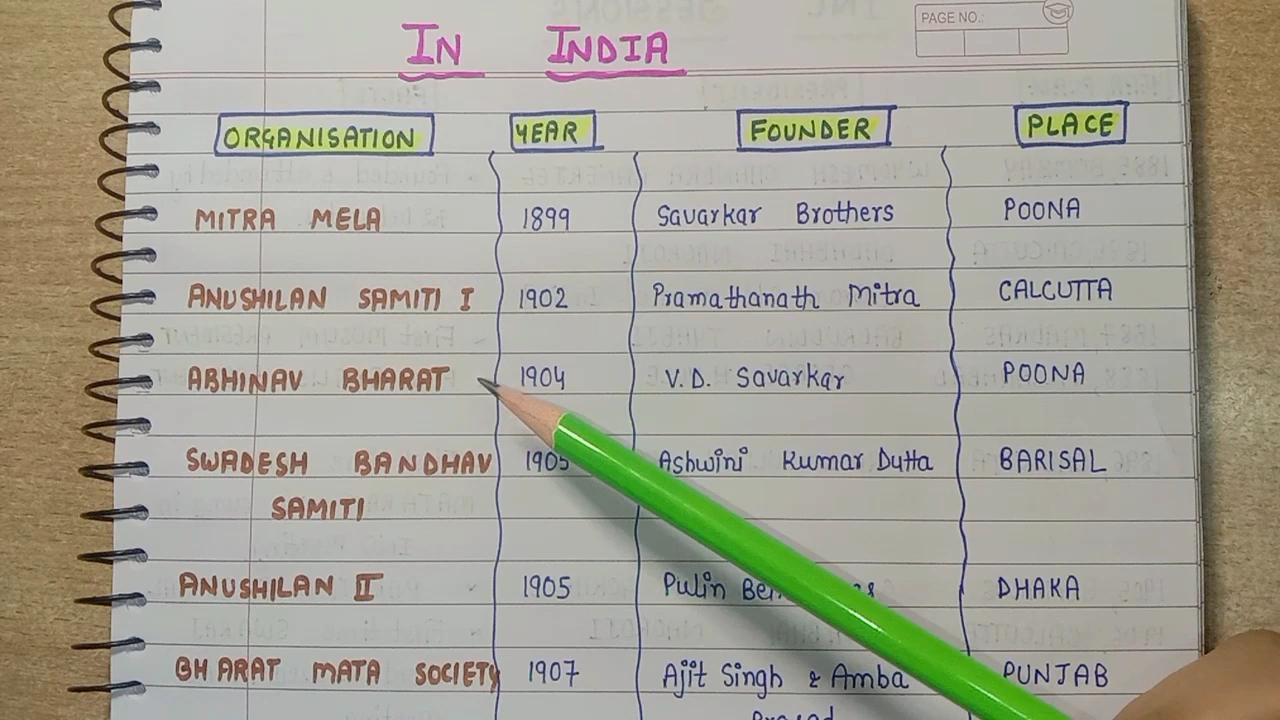 IN INDIA
PAGE NO.:
ORGANISATION YEAR FOUNDER PLACE
MITRA MELA 1899 Savarkar Brothers POONA
ANUSHILAN SAMITI I 1902 Pramathanath Mitra CALCUTTA
ABHINAV BHARAT 1904 V.D. Savarkar POONA
SWADESH BANDHAV 1905 Ashwini Kumar Dutta BARISAL
SAMITI
ANUSHILAN II 1905 Pulin DHAKA
BHARAT MATA SOCIETY 1907 Ajit Singh & Amba PUNJAB
Prasad